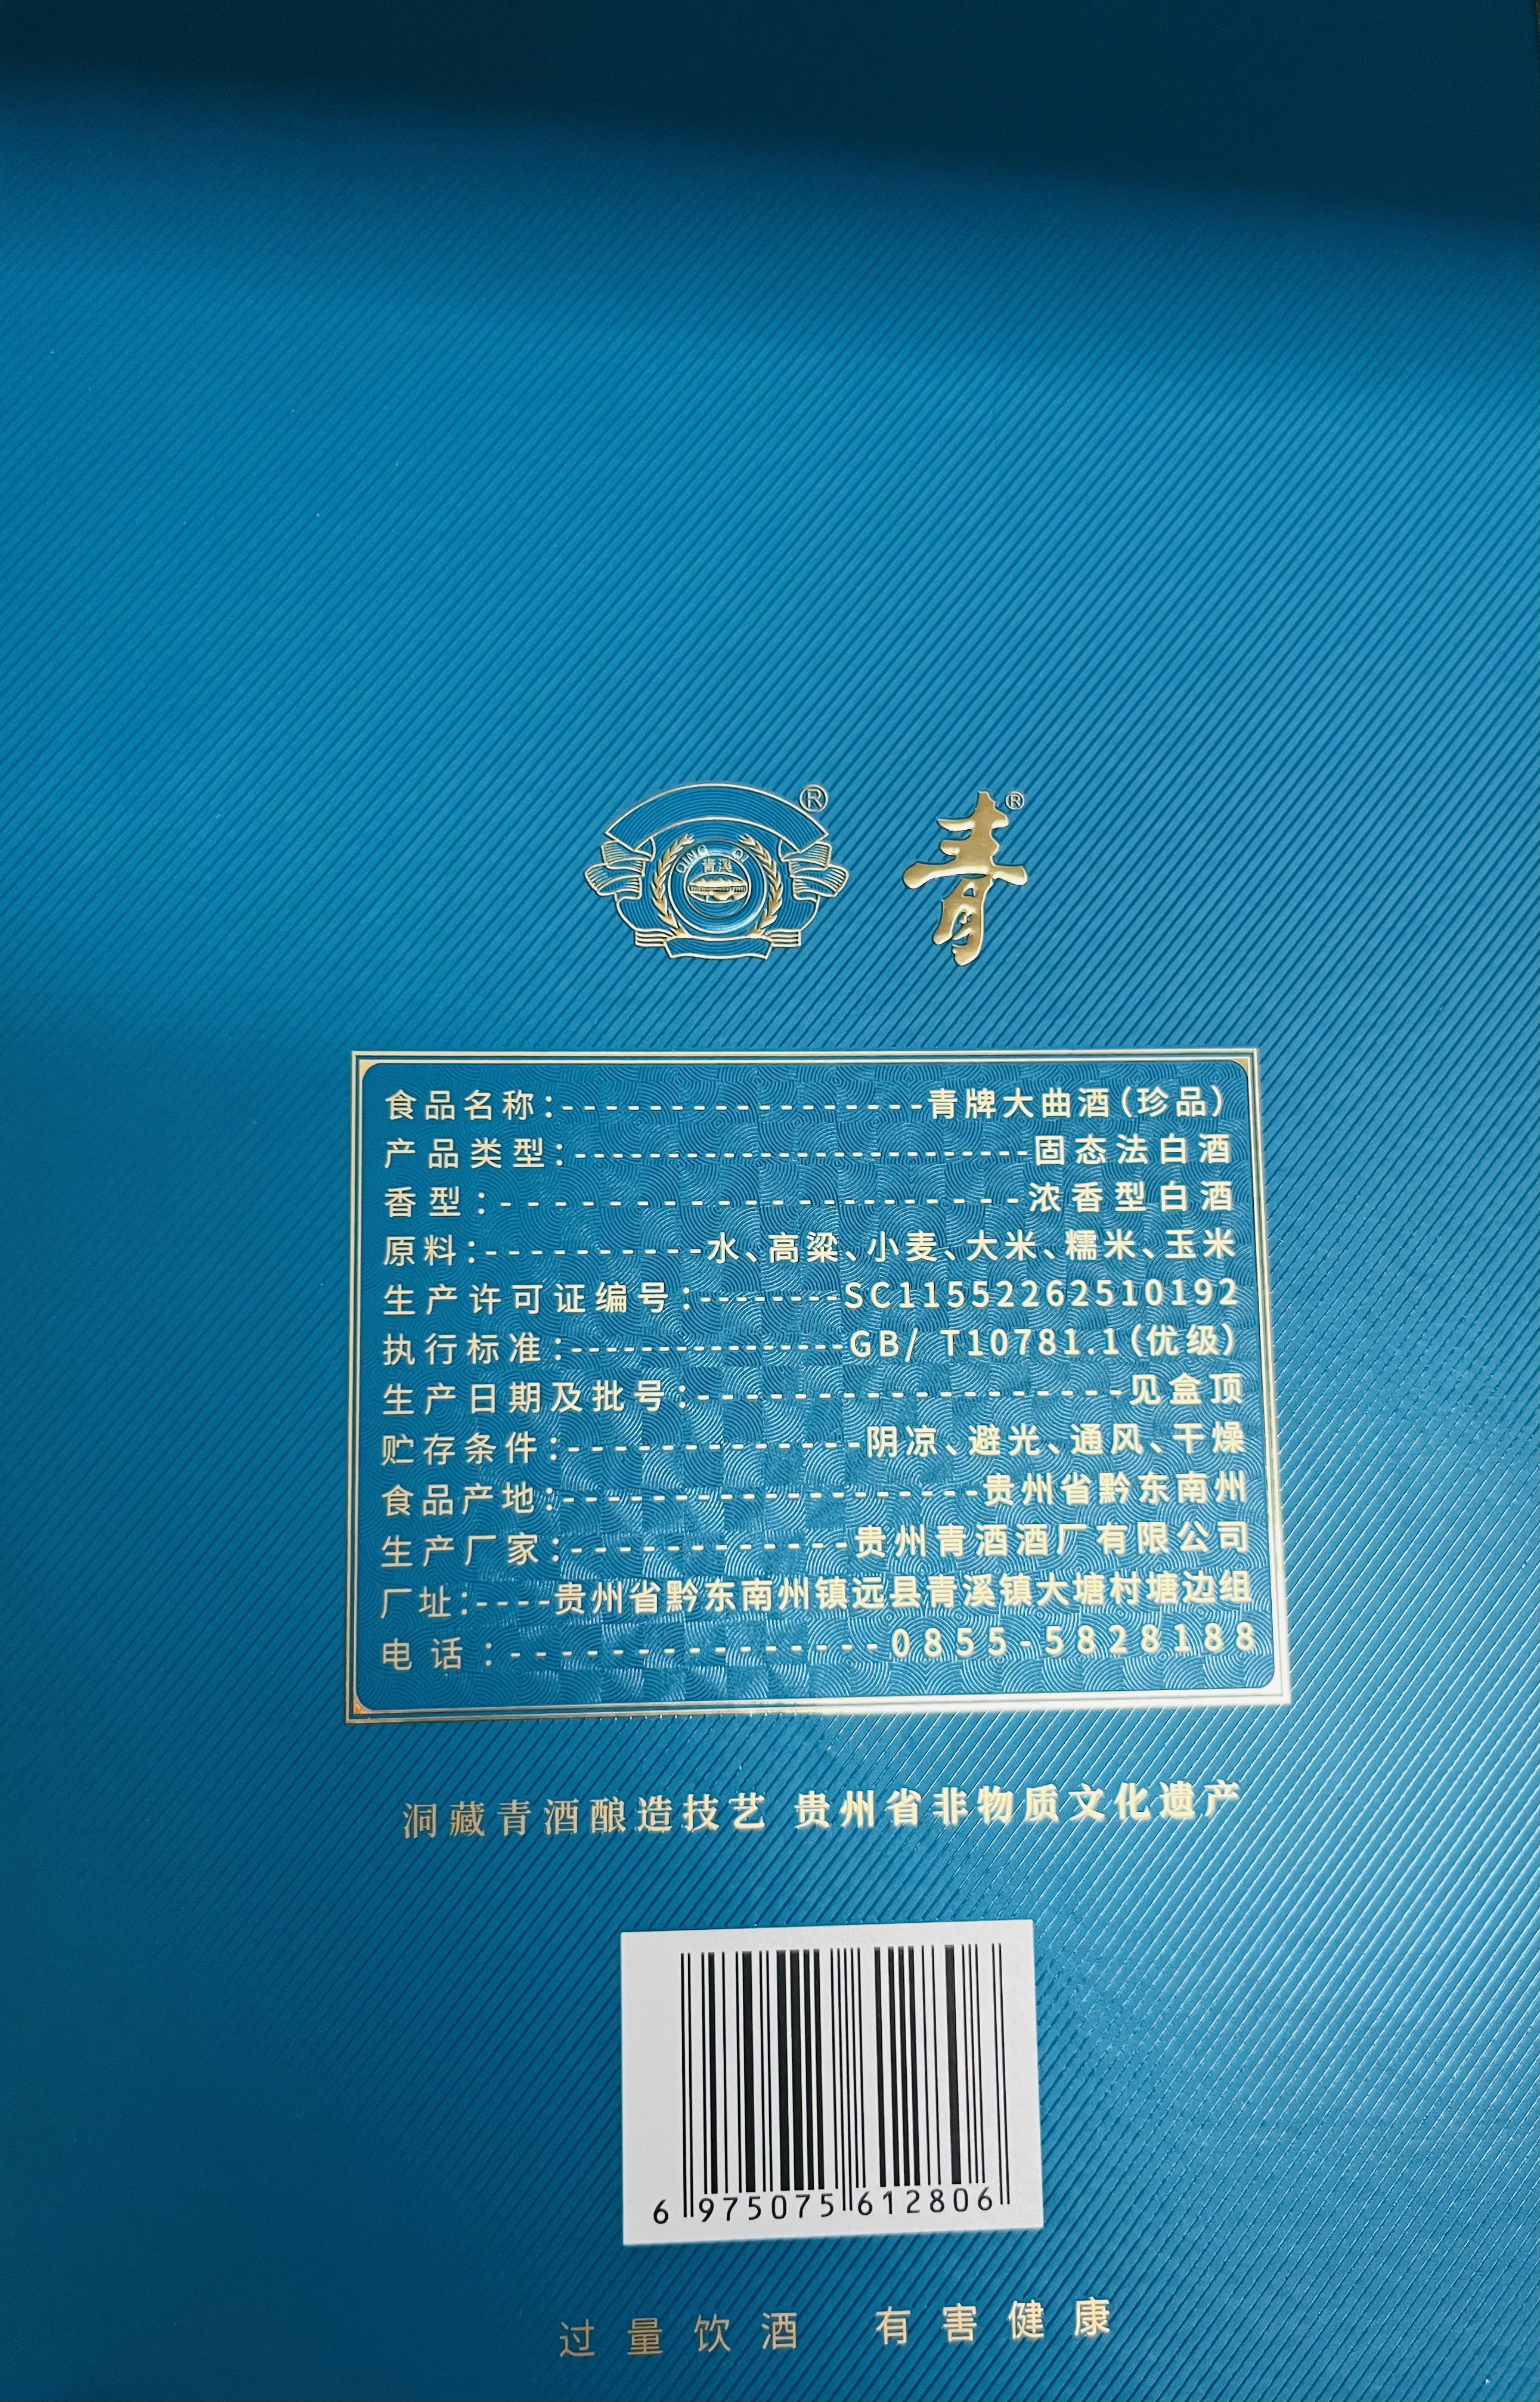 QING QI
青溪
®
青®
食品名称:-----------------青牌大曲酒(珍品)
产品类型:-----------------------固态法白酒
香型:--------------------浓香型白酒
原料:----------水、高粱、小麦、大米、糯米、玉米
生产许可证编号:--------SC11552262510192
执行标准:---------------GB/ T10781.1(优级)
生产日期及批号:-------------------见盒顶
贮存条件:-------------阴凉、避光、通风、干燥
食品产地:-------------------贵州省黔东南州
生产厂家:------------贵州青酒酒厂有限公司
厂址:----贵州省黔东南州镇远县青溪镇大塘村塘边组
电话:---------------0855-5828188
洞藏青酒酿造技艺 贵州省非物质文化遗产
6 975075 612806
过量饮酒 有害健康